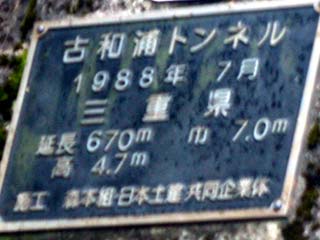 古和浦トンネル
1988年 7月
三重県
延長 670m 巾 7.0m
高 4.7m
施工 森本組・日本土建共同企業体